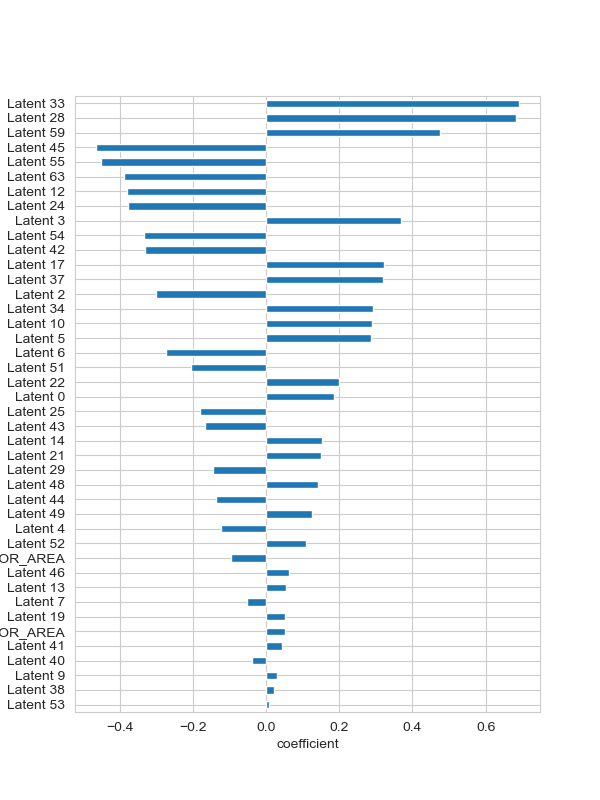 Latent 33
Latent 28
Latent 59
Latent 45
Latent 55
Latent 63
Latent 12
Latent 24
Latent 3
Latent 54
Latent 42
Latent 17
Latent 37
Latent 2
Latent 34
Latent 10
Latent 5
Latent 6
Latent 51
Latent 22
Latent 0
Latent 25
Latent 43
Latent 14
Latent 21
Latent 29
Latent 48
Latent 44
Latent 49
Latent 4
Latent 52
OR_AREA
Latent 46
Latent 13
Latent 7
Latent 19
OR_AREA
Latent 41
Latent 40
Latent 9
Latent 38
Latent 53
−0.4 −0.2 0.0 0.2 0.4 0.6
coefficient